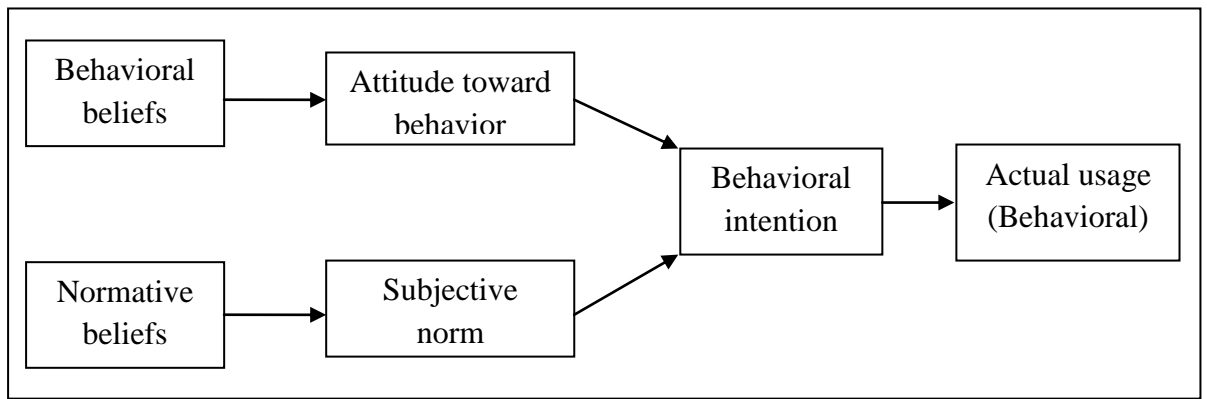 Behavioral
beliefs
Attitude toward
behavior
Behavioral
intention
Actual usage
(Behavioral)
Normative
beliefs
Subjective
norm